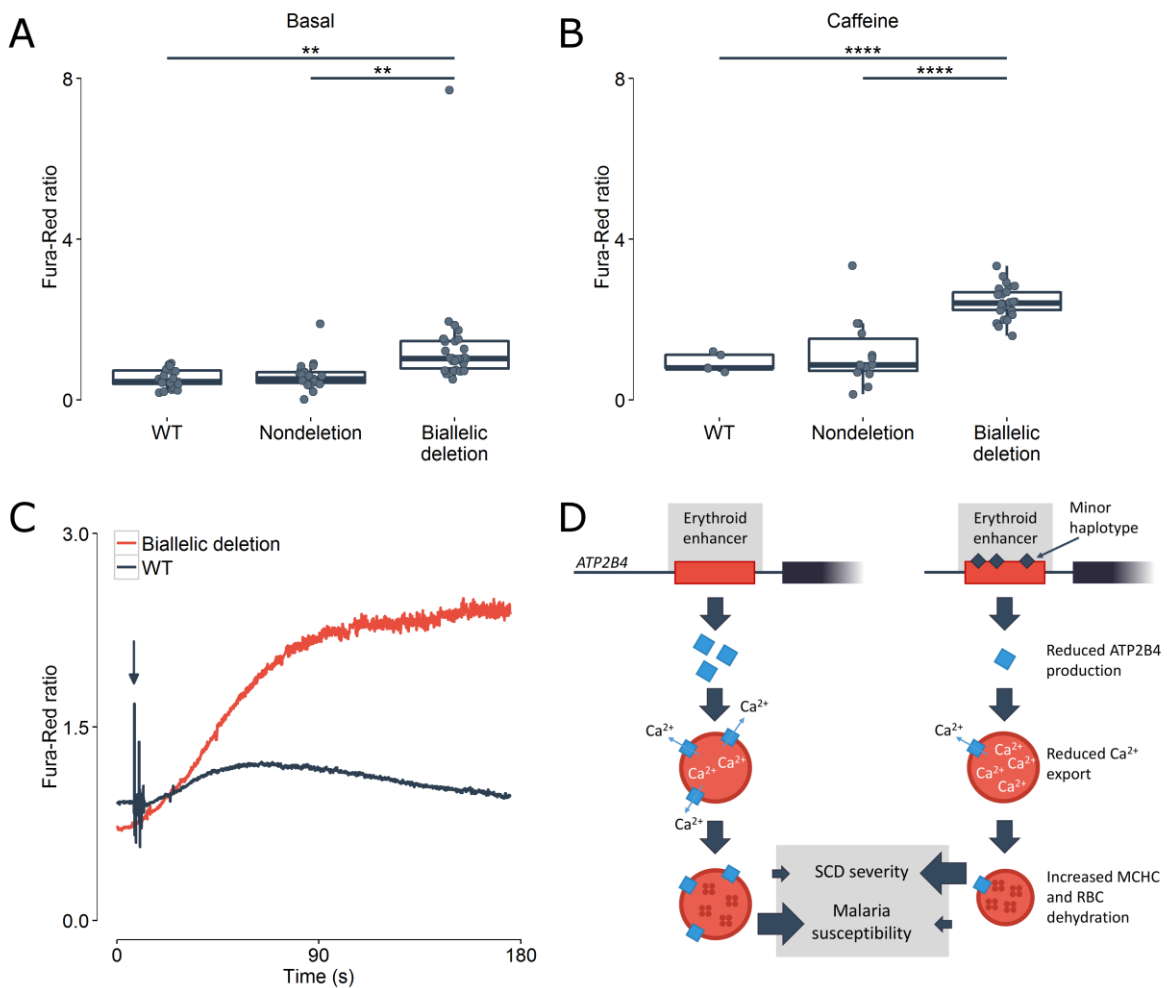 A
Basal
**
**
8
4
0
Fura-Red ratio
WT
Nondeletion
Biallelic
deletion
B
Caffeine
****
****
8
4
0
Fura-Red ratio
WT
Nondeletion
Biallelic
deletion
C
3.0
1.5
0.0
Fura-Red ratio
Biallelic deletion
WT
0
90
180
Time (s)
D
Erythroid
enhancer
ATP2B4
Erythroid
enhancer
Minor
haplotype
Reduced ATP2B4
production
Ca²⁺
Ca²⁺
Ca²⁺
Ca²⁺
Ca²⁺
Ca²⁺
Ca²⁺
Ca²⁺
Ca²⁺
Ca²⁺
Ca²⁺
Reduced Ca²⁺
export
SCD severity
Malaria
susceptibility
Increased MCHC
and RBC
dehydration